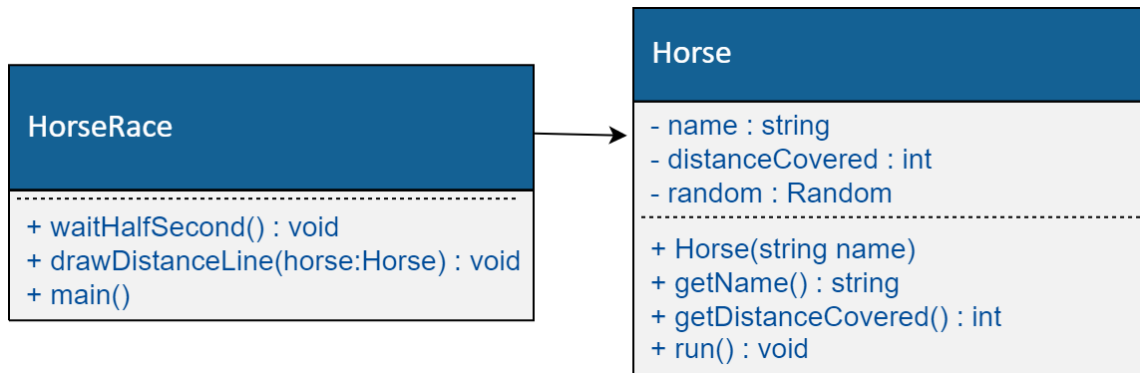 HorseRace
+ waitHalfSecond() : void
+ drawDistanceLine(horse:Horse) : void
+ main()
Horse
- name : string
- distanceCovered : int
- random : Random
+ Horse(string name)
+ getName() : string
+ getDistanceCovered() : int
+ run() : void